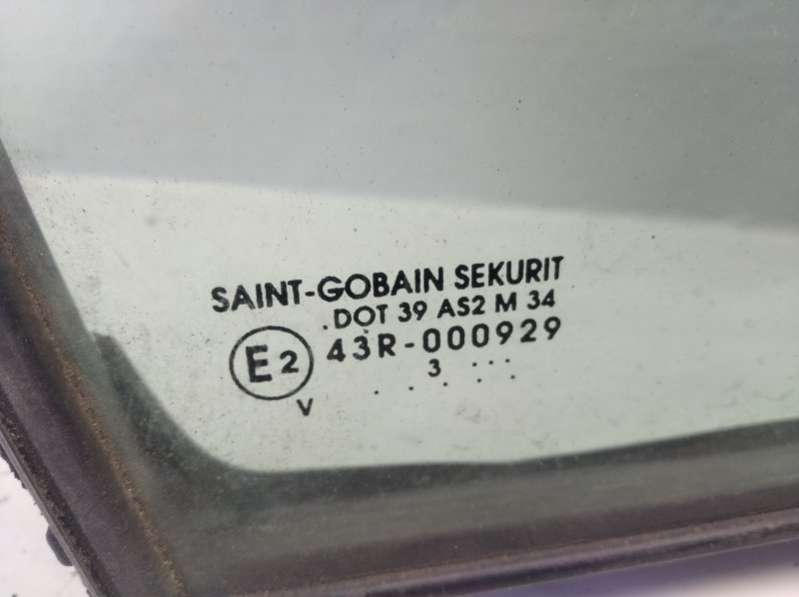 SAINT-GOBAIN SEKURIT
.DOT 39 AS2 M 34
E2 43R-000929
V . . 3 . . . . . . .